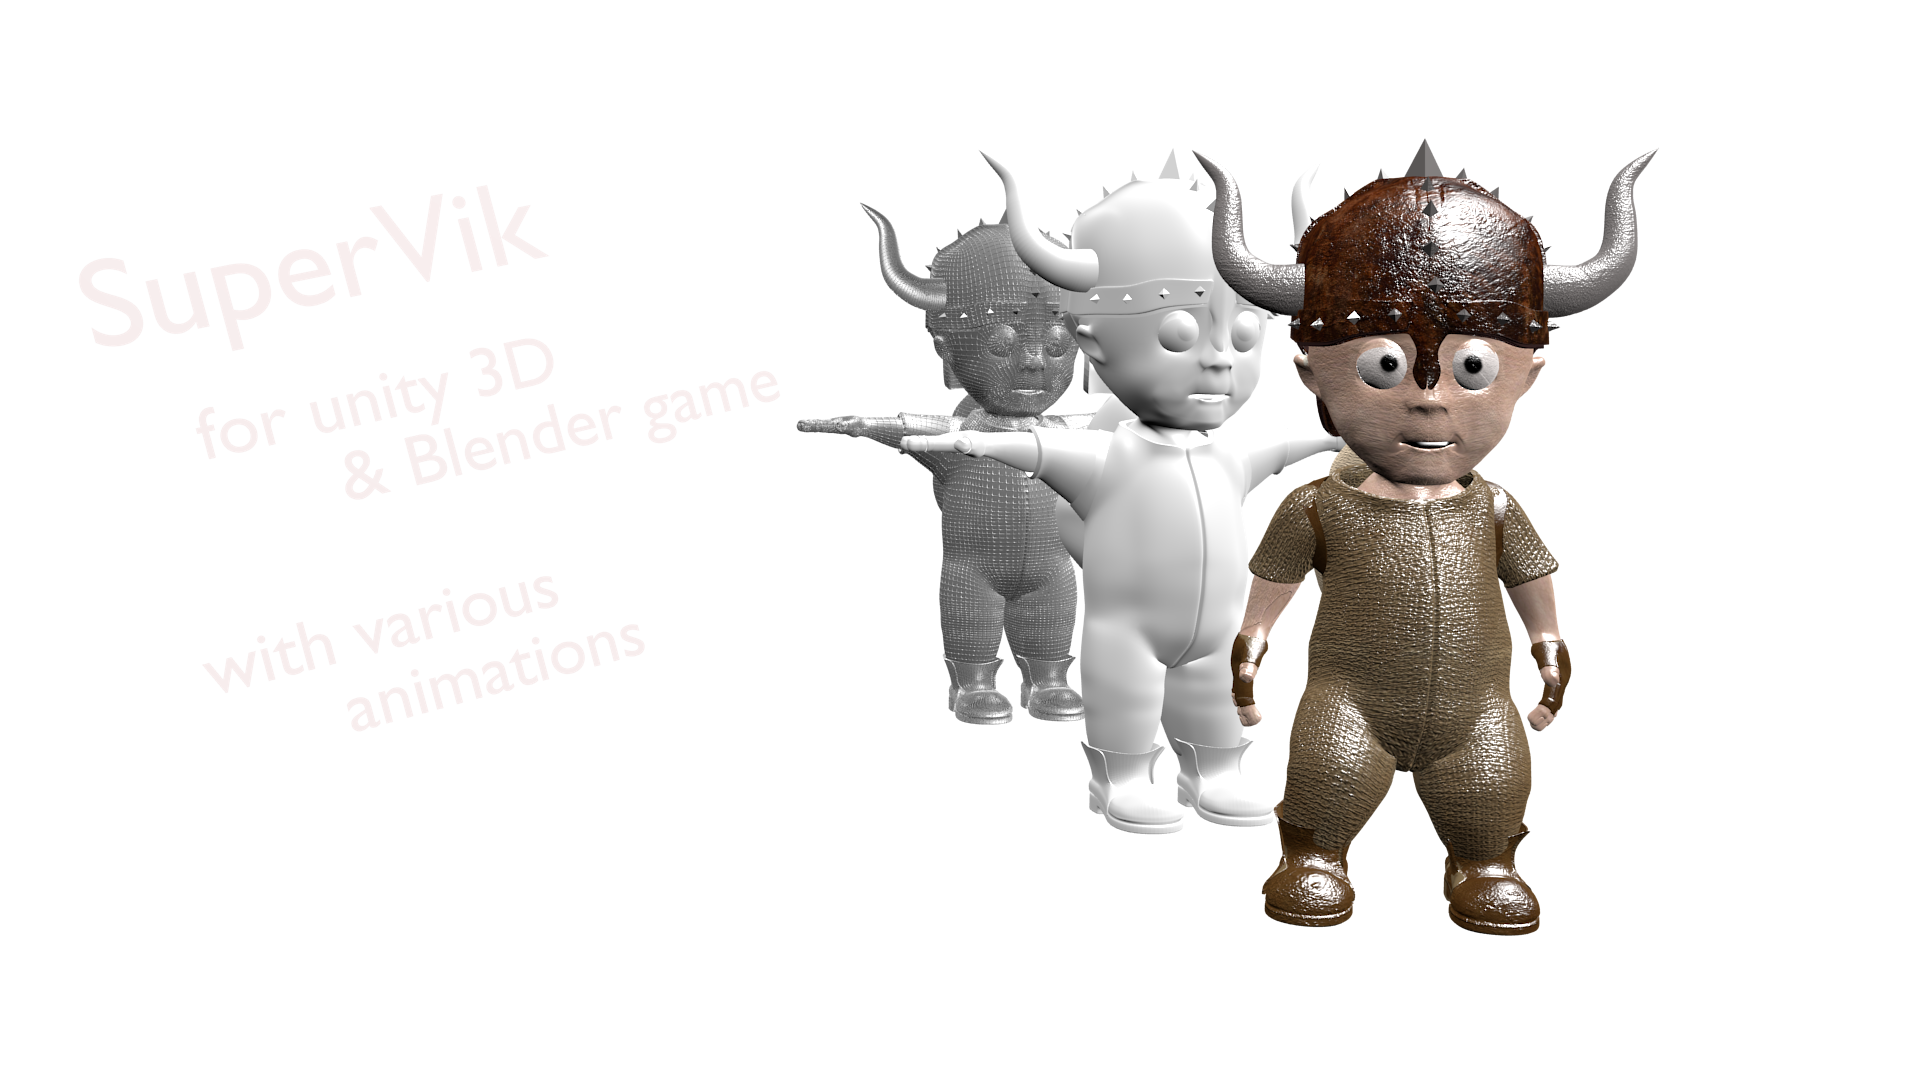 SuperVik
for unity 3D
& Blender game
with various
animations